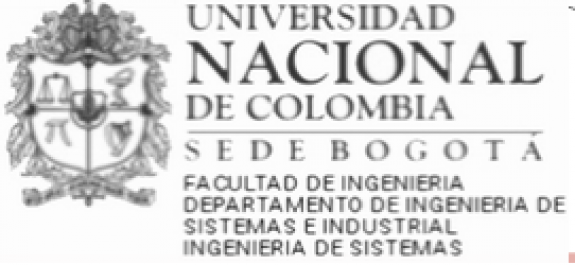 UNIVERSIDAD
NACIONAL
DE COLOMBIA
SEDE BOGOTÁ
FACULTAD DE INGENIERIA
DEPARTAMENTO DE INGENIERIA DE
SISTEMAS E INDUSTRIAL
INGENIERIA DE SISTEMAS